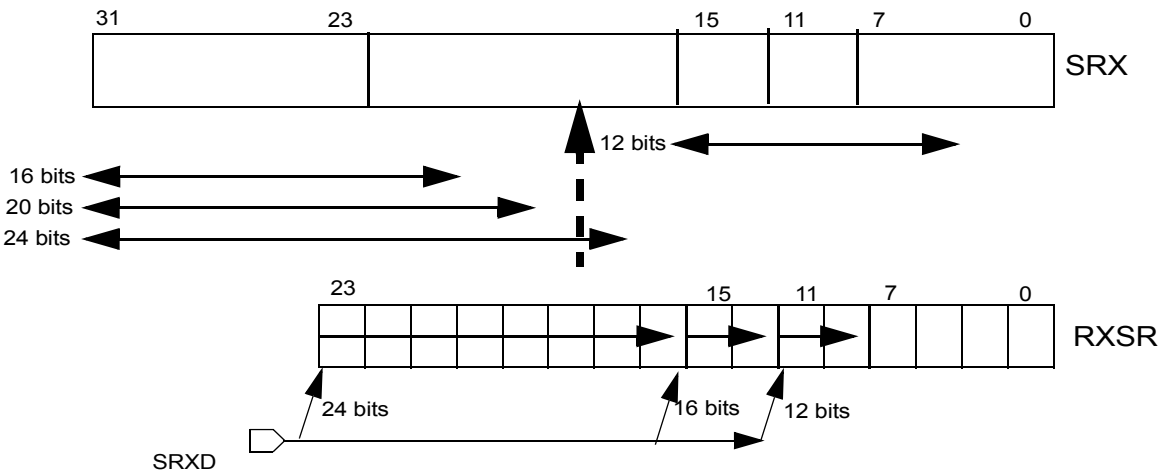 31 23 15 11 7 0
SRX
12 bits
16 bits
20 bits
24 bits
23 15 11 7 0
RXSR
24 bits 16 bits 12 bits
SRXD